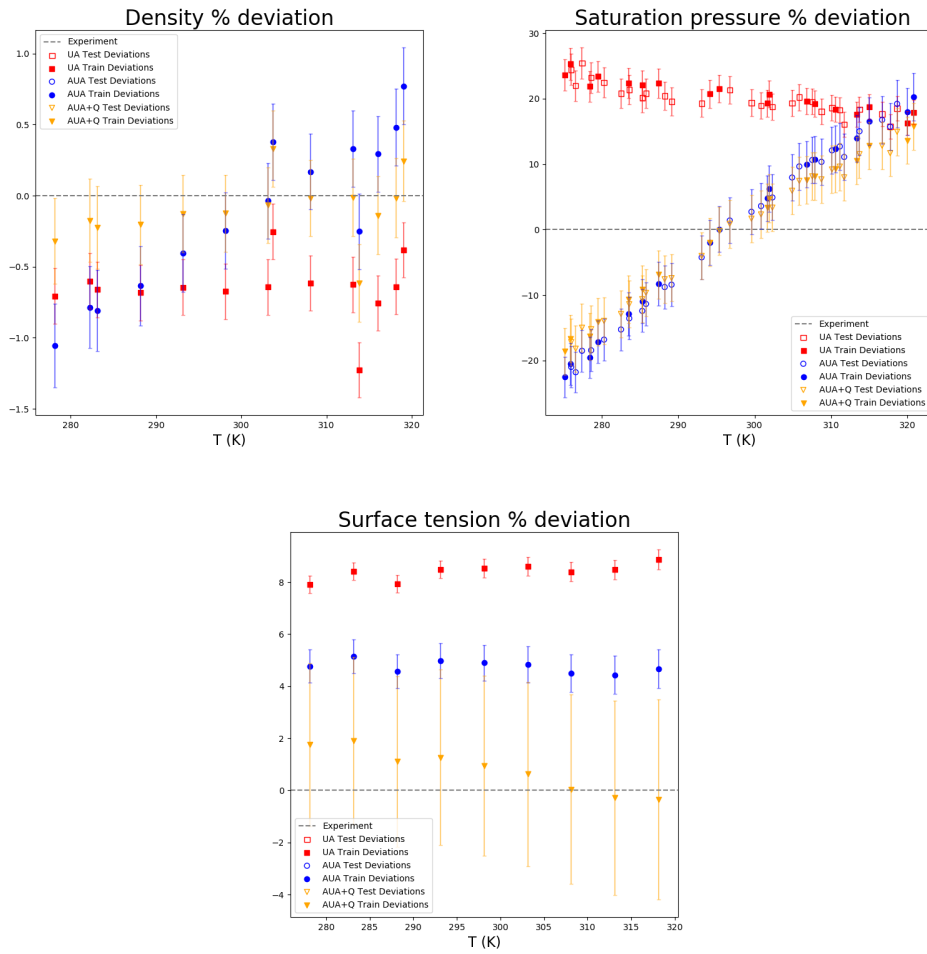 Density % deviation
Experiment
UA Test Deviations
UA Train Deviations
AUA Test Deviations
AUA Train Deviations
AUA+Q Test Deviations
AUA+Q Train Deviations
1.0
0.5
0.0
−0.5
−1.0
−1.5
280
290
300
310
320
T (K)
Saturation pressure % deviation
30
20
10
0
−10
−20
Experiment
UA Test Deviations
UA Train Deviations
AUA Test Deviations
AUA Train Deviations
AUA+Q Test Deviations
AUA+Q Train Deviations
280
290
300
310
320
T (K)
Surface tension % deviation
8
6
4
2
0
−2
−4
Experiment
UA Test Deviations
UA Train Deviations
AUA Test Deviations
AUA Train Deviations
AUA+Q Test Deviations
AUA+Q Train Deviations
280
285
290
295
300
305
310
315
320
T (K)